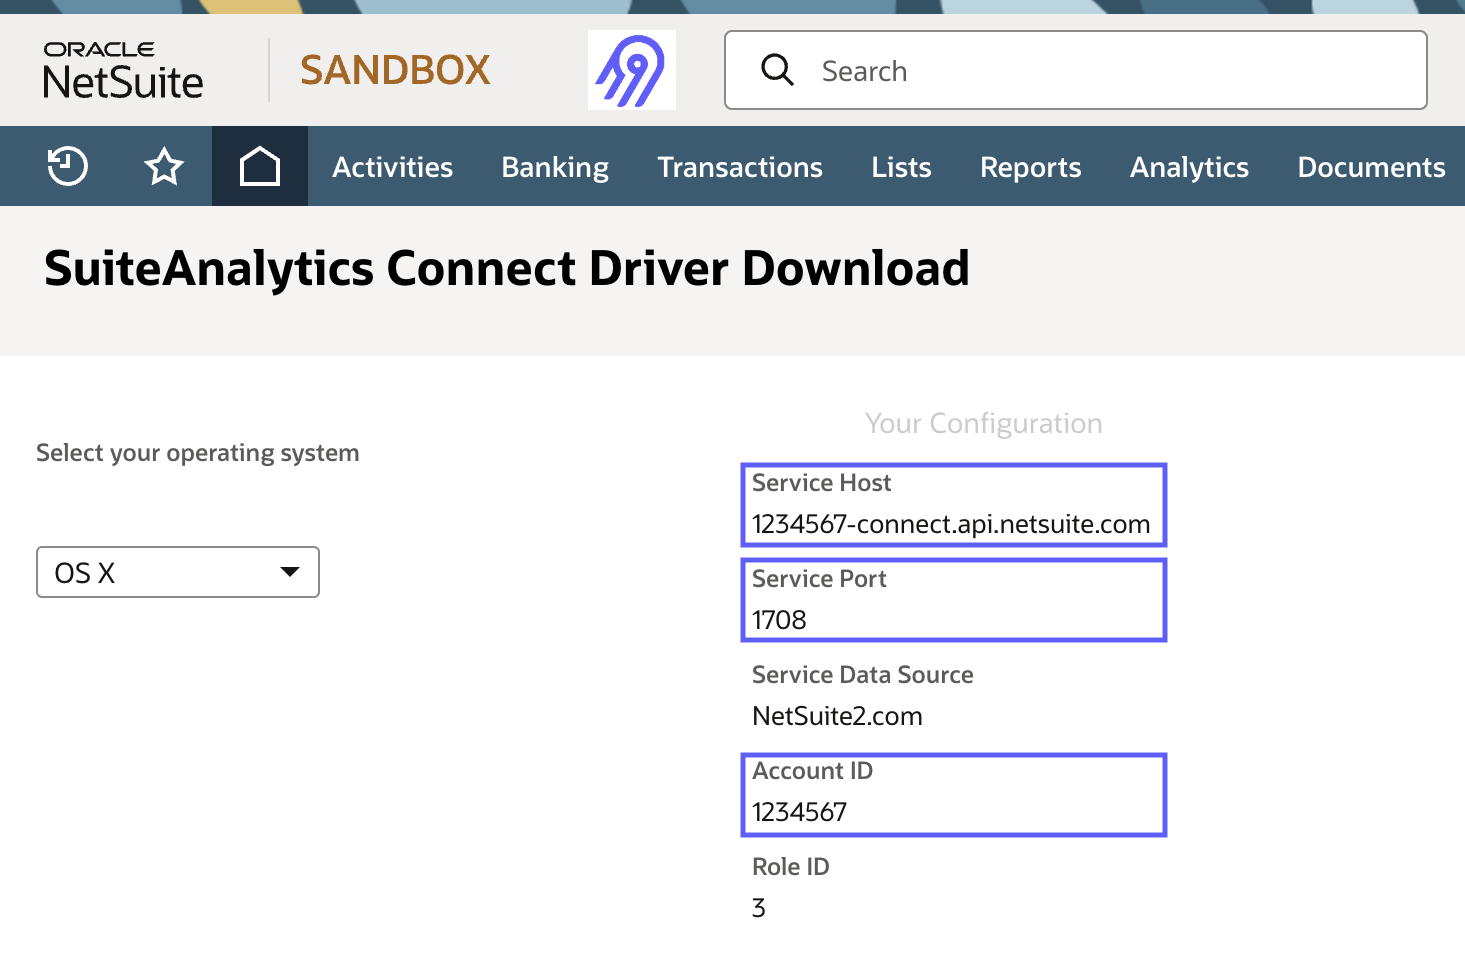 ORACLE
NetSuite
SANDBOX
Search
Activities Banking Transactions Lists Reports Analytics Documents
SuiteAnalytics Connect Driver Download
Your Configuration
Select your operating system
OS X
Service Host
1234567-connect.api.netsuite.com
Service Port
1708
Service Data Source
NetSuite2.com
Account ID
1234567
Role ID
3